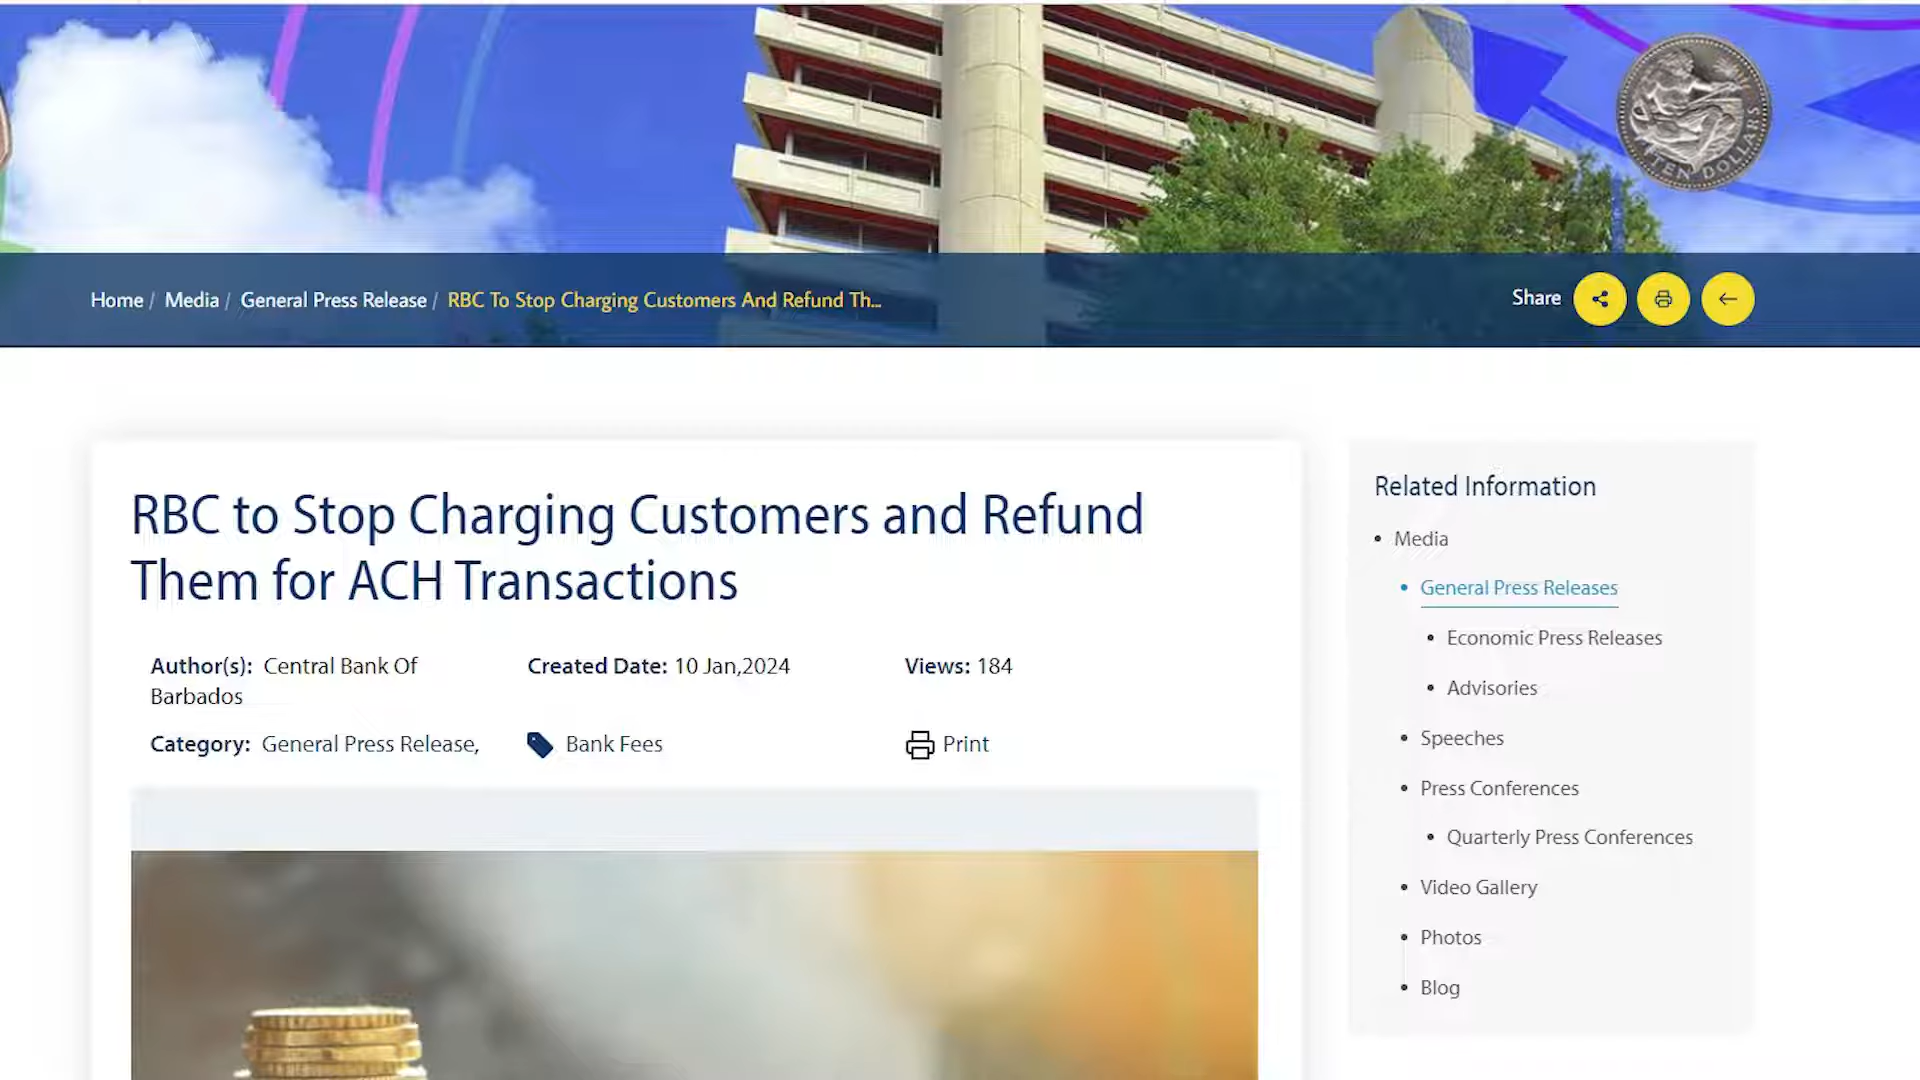 TEN DOLLARS
Home / Media / General Press Release / RBC To Stop Charging Customers And Refund Th...
Share
RBC to Stop Charging Customers and Refund
Them for ACH Transactions
Author(s): Central Bank Of
Barbados
Created Date: 10 Jan,2024
Views: 184
Category: General Press Release,
Bank Fees
Print
Related Information
• Media
• General Press Releases
• Economic Press Releases
• Advisories
• Speeches
• Press Conferences
• Quarterly Press Conferences
• Video Gallery
• Photos
• Blog